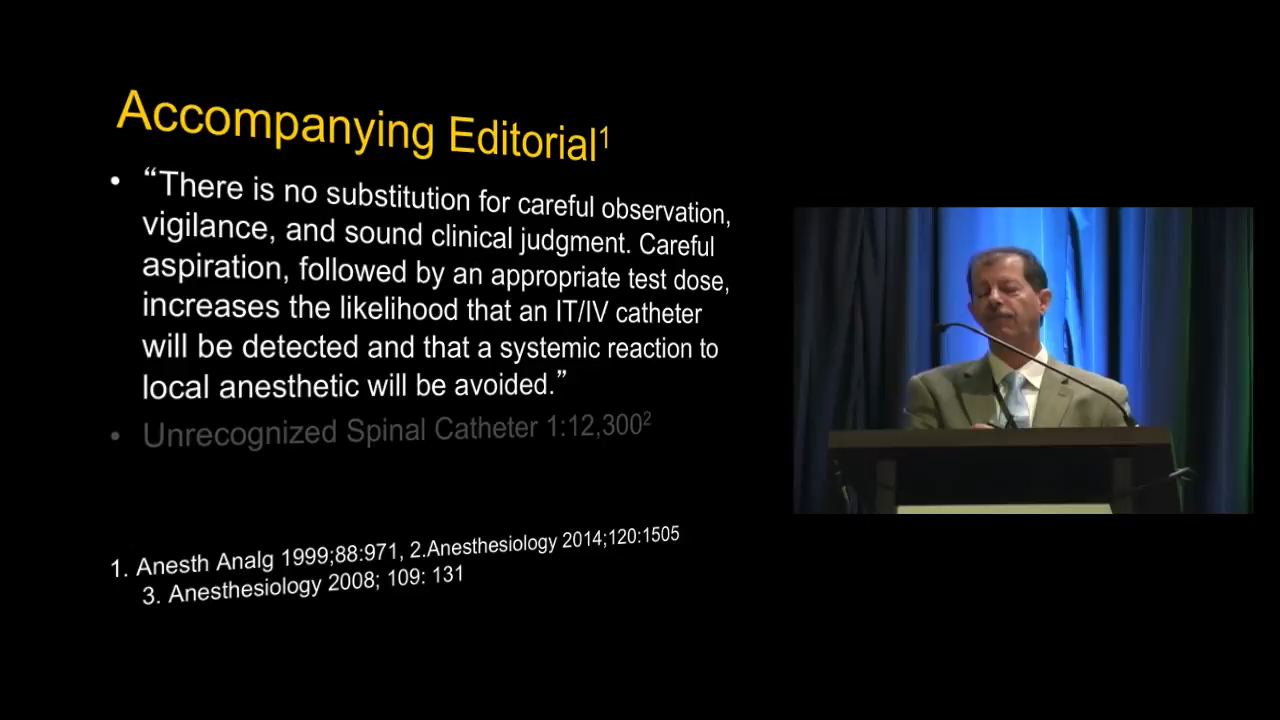 Accompanying Editorial¹
• “There is no substitution for careful observation,
vigilance, and sound clinical judgment. Careful
aspiration, followed by an appropriate test dose,
increases the likelihood that an IT/IV catheter
will be detected and that a systemic reaction to
local anesthetic will be avoided.”
• Unrecognized Spinal Catheter 1:12,300²
1. Anesth Analg 1999;88:971, 2.Anesthesiology 2014;120:1505
3. Anesthesiology 2008; 109: 131